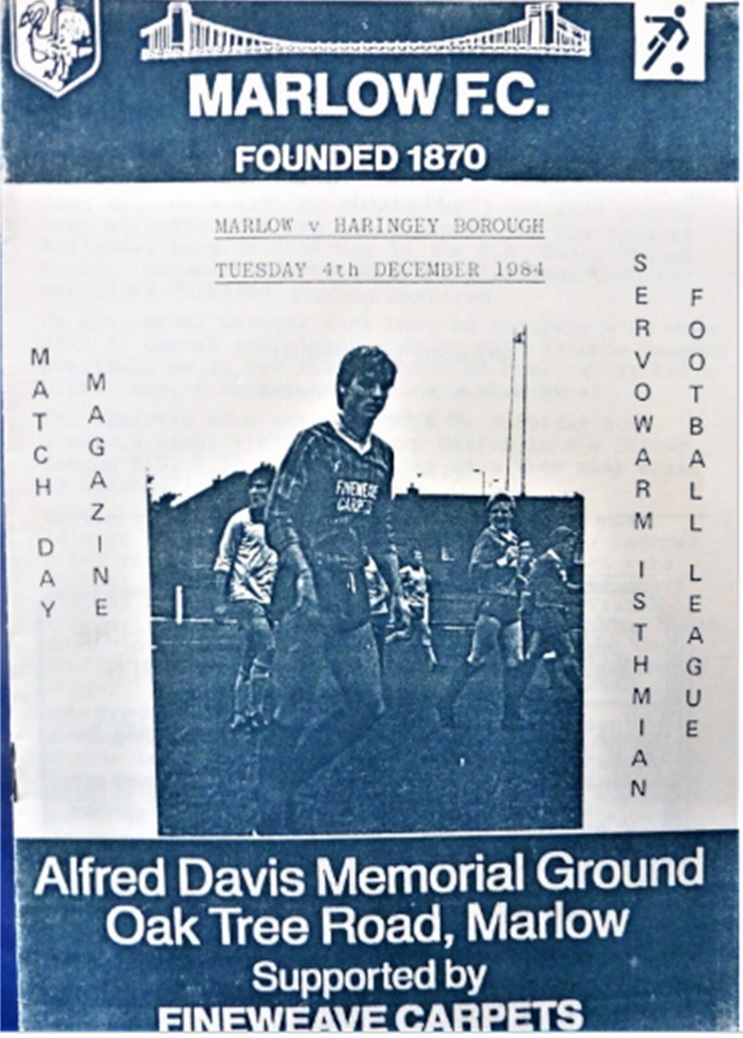 MARLOW F.C.
FOUNDED 1870
MARLOW v HARINGEY BOROUGH
TUESDAY 4th DECEMBER 1984
MATCH DAY
MAGAZINE
FINEWEAVE
CARPETS
SERVOWARM ISTHMIAN
FOOTBALL LEAGUE
Alfred Davis Memorial Ground
Oak Tree Road, Marlow
Supported by
FINEWEAVE CARPETS